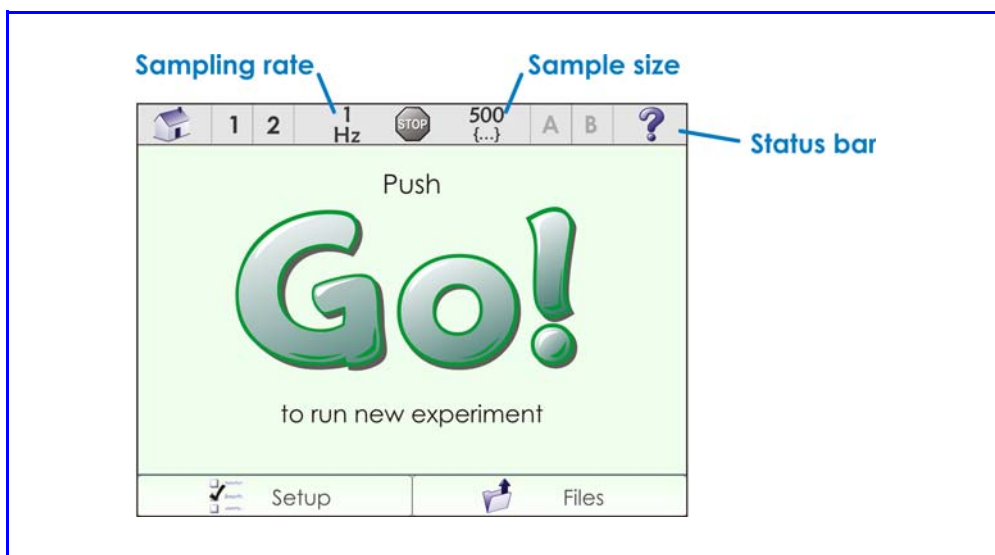 Sampling rate
Sample size
1 2 1 Hz STOP 500 {...} A B ?
Status bar
Push
Go!
to run new experiment
Setup
Files